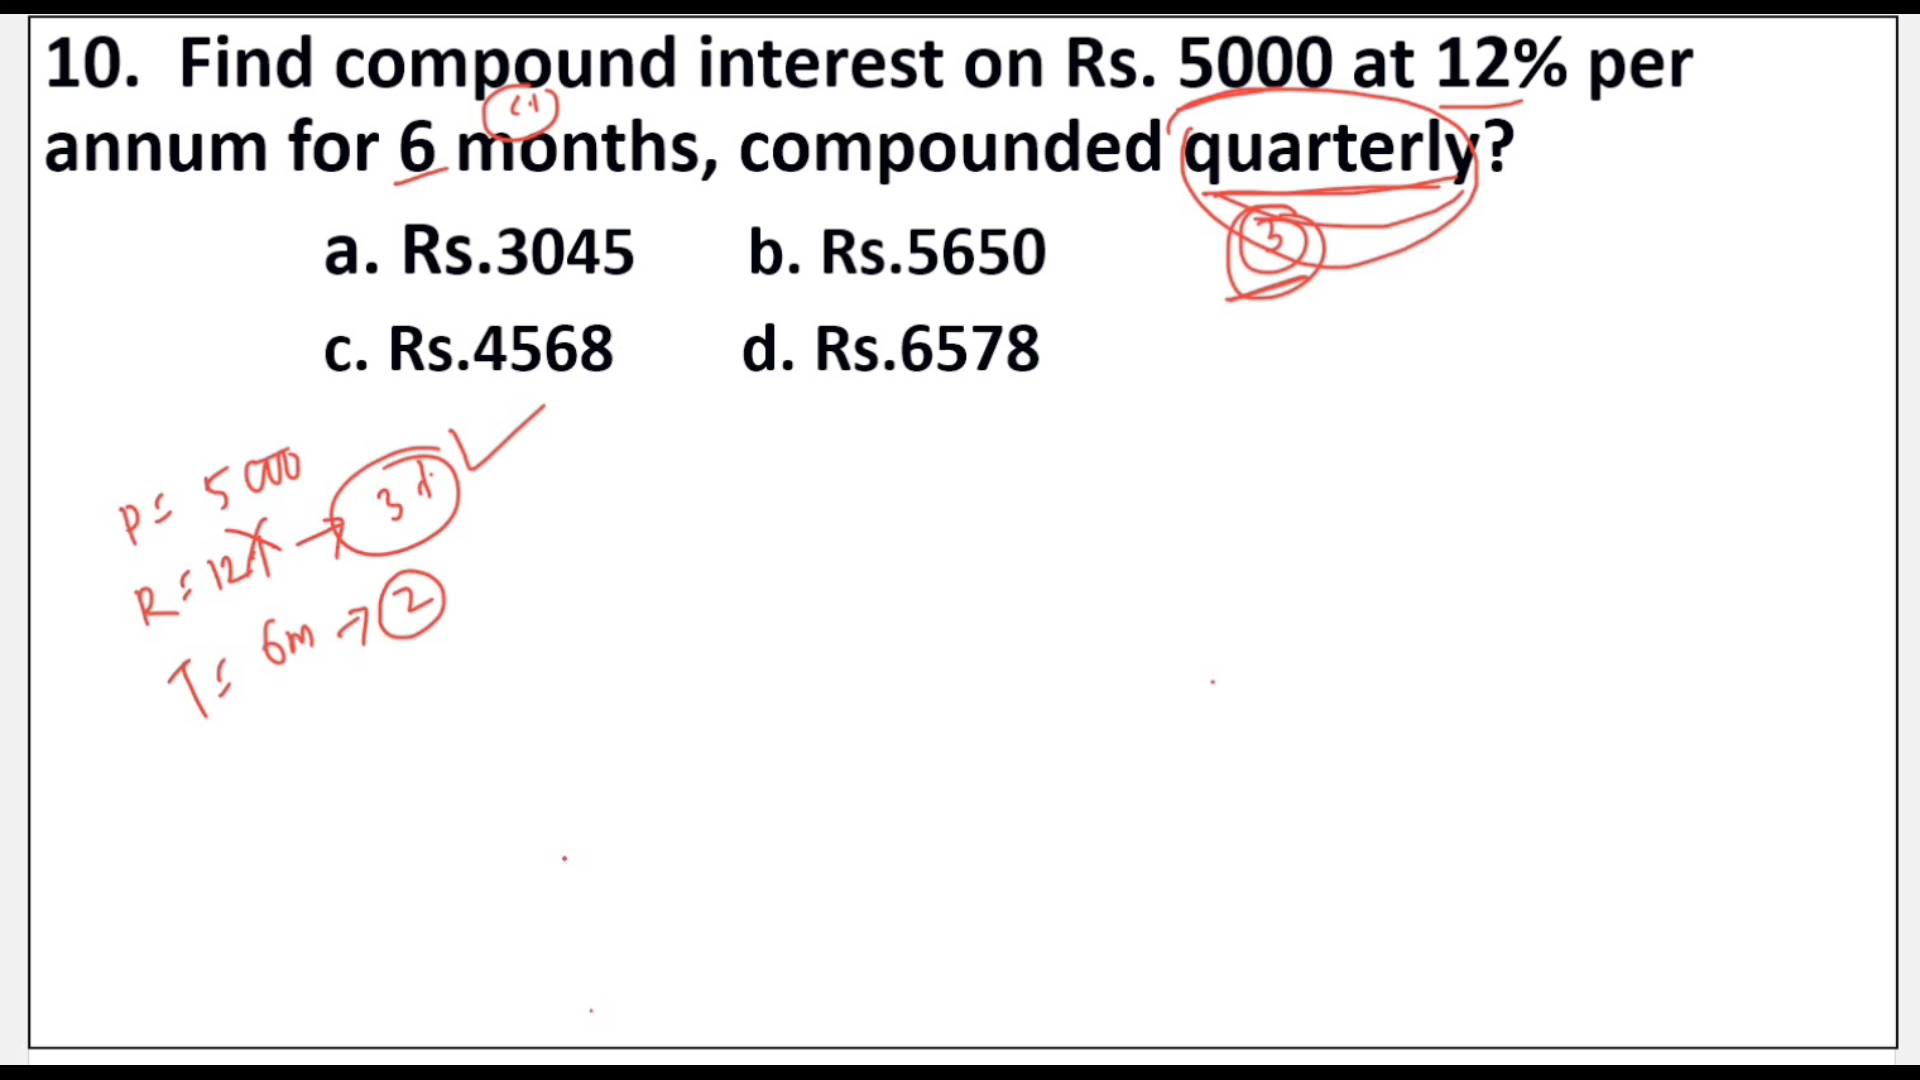 10. Find compound interest on Rs. 5000 at 12% per
annum for 6 months, compounded quarterly?
3
a. Rs.3045 b. Rs.5650
c. Rs.4568 d. Rs.6578
P= 5000
R= 12% → 3%
T= 6m → 2